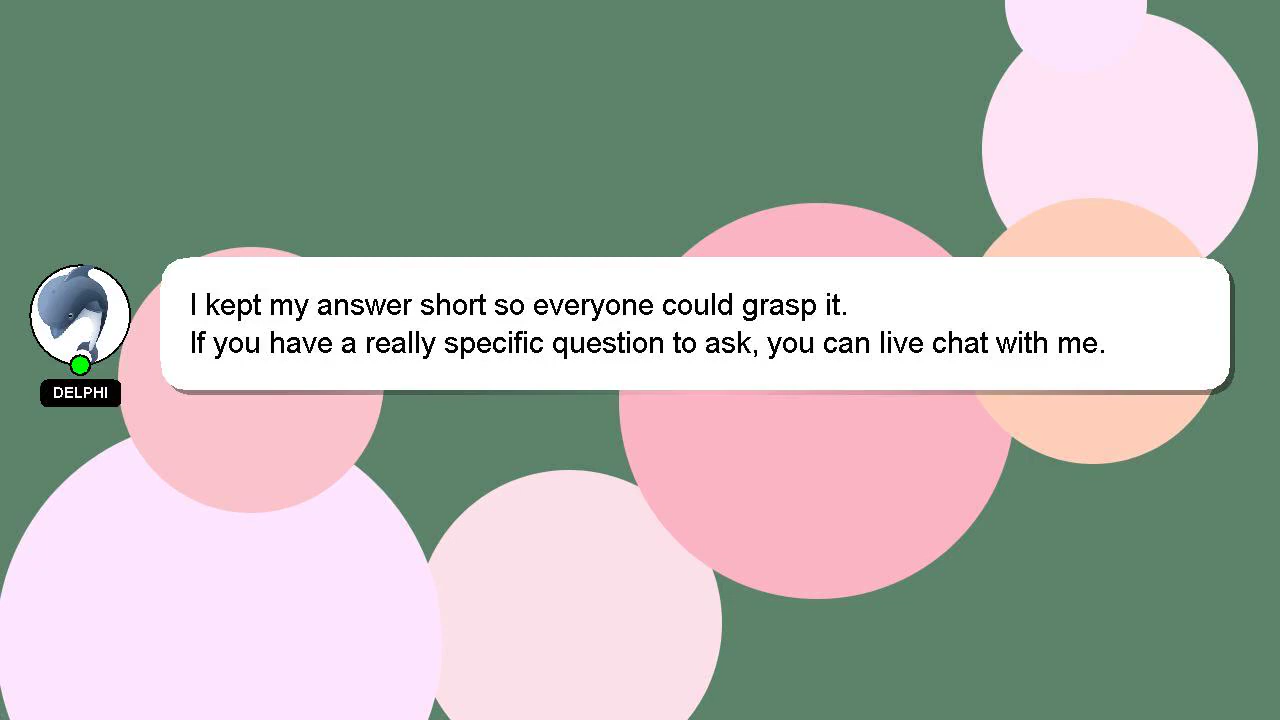 I kept my answer short so everyone could grasp it.
If you have a really specific question to ask, you can live chat with me.
DELPHI